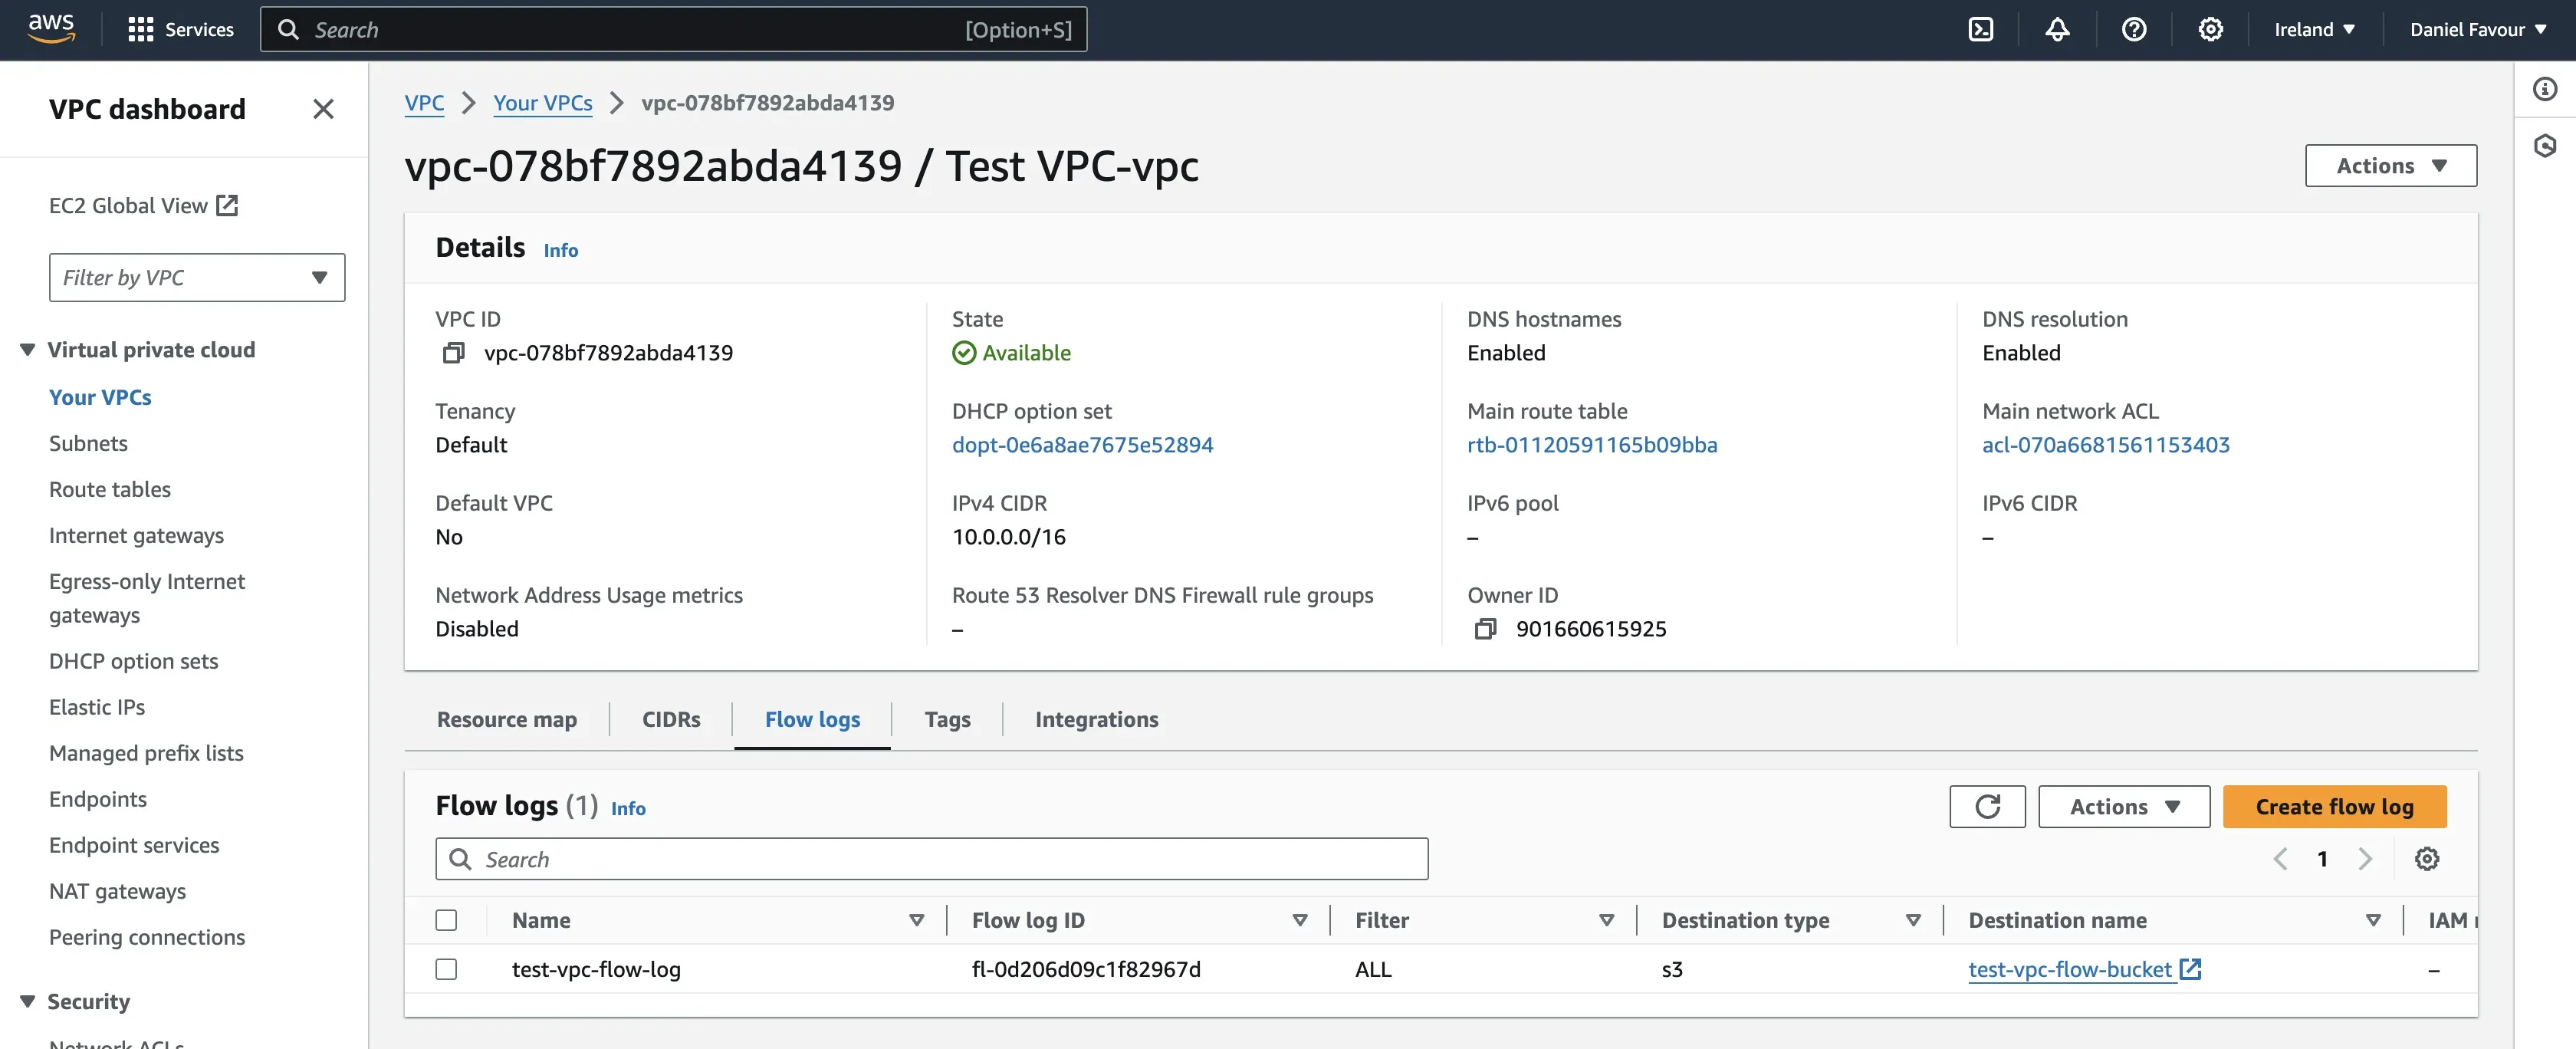 aws
Services
Search
[Option+S]
Ireland
Daniel Favour
VPC dashboard
EC2 Global View
Filter by VPC
Virtual private cloud
Your VPCs
Subnets
Route tables
Internet gateways
Egress-only Internet
gateways
DHCP option sets
Elastic IPs
Managed prefix lists
Endpoints
Endpoint services
NAT gateways
Peering connections
Security
Network ACLs
VPC
Your VPCs
vpc-078bf7892abda4139
vpc-078bf7892abda4139 / Test VPC-vpc
Actions
Details Info
VPC ID
vpc-078bf7892abda4139
State
Available
DNS hostnames
Enabled
DNS resolution
Enabled
Tenancy
Default
DHCP option set
dopt-0e6a8ae7675e52894
Main route table
rtb-01120591165b09bba
Main network ACL
acl-070a6681561153403
Default VPC
No
IPv4 CIDR
10.0.0.0/16
IPv6 pool
–
IPv6 CIDR
–
Network Address Usage metrics
Disabled
Route 53 Resolver DNS Firewall rule groups
–
Owner ID
901660615925
Resource map
CIDRs
Flow logs
Tags
Integrations
Flow logs (1) Info
Actions
Create flow log
Search
1
Name
Flow log ID
Filter
Destination type
Destination name
IAM
test-vpc-flow-log
fl-0d206d09c1f82967d
ALL
s3
test-vpc-flow-bucket
–